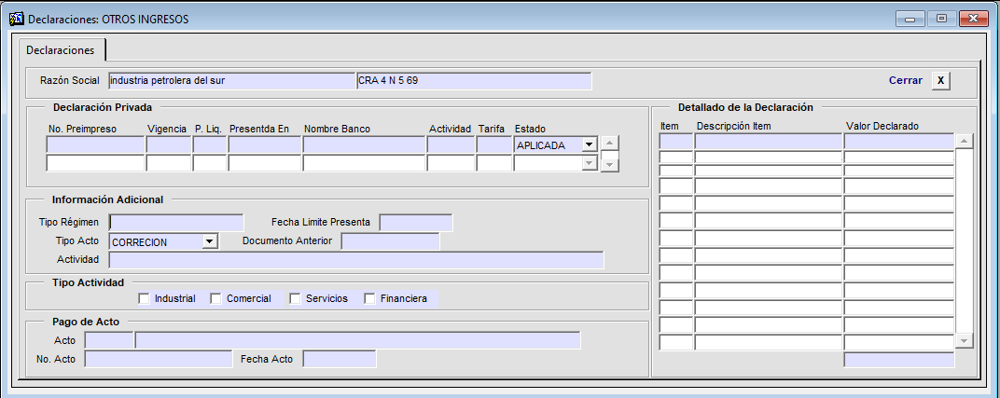 Declaraciones: OTROS INGRESOS
Declaraciones
Razón Social industria petrolera del sur CRA 4 N 5 69 Cerrar X
Declaración Privada
No. Preimpreso Vigencia P. Liq. Presentda En Nombre Banco Actividad Tarifa Estado
APLICADA
Información Adicional
Tipo Régimen Fecha Limite Presenta
Tipo Acto CORRECION Documento Anterior
Actividad
Tipo Actividad
Industrial Comercial Servicios Financiera
Pago de Acto
Acto
No. Acto Fecha Acto
Detallado de la Declaración
Item Descripción Item Valor Declarado